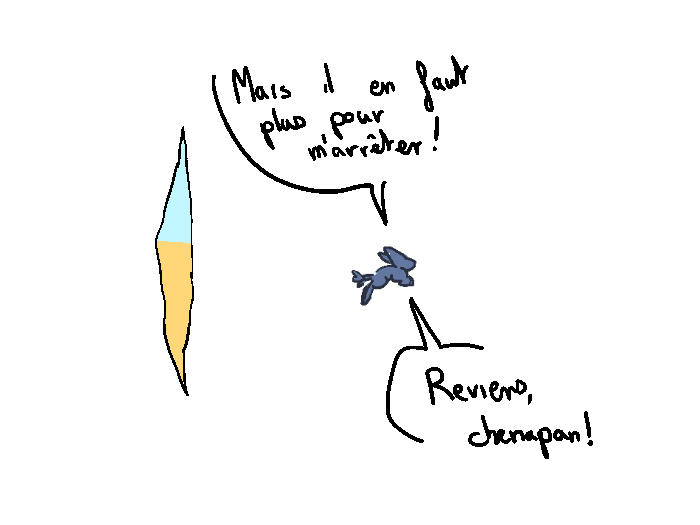 Mais il en faut
plus pour
m'arrêter!
Reviens,
chenapan!